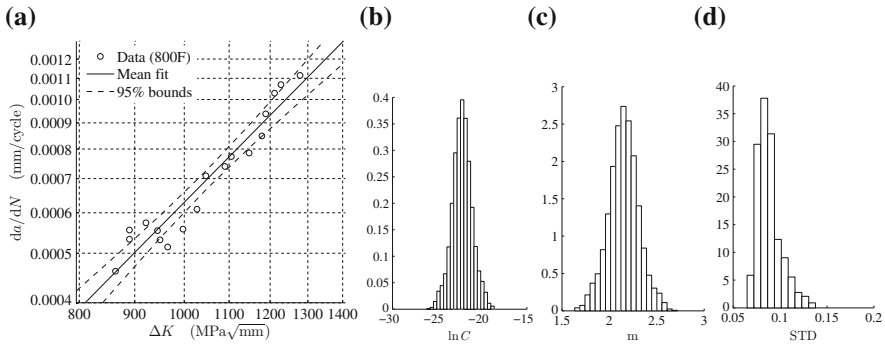 (a)
0.0012
0.0011
0.0010
0.0009
0.0008
0.0007
0.0006
0.0005
0.0004
da/dN (mm/cycle)
Data (800F)
Mean fit
95% bounds
800 900 1000 1100 1200 1300 1400
ΔK (MPa√mm)
(b)
0.4
0.35
0.3
0.25
0.2
0.15
0.1
0.05
0
−30 −25 −20 −15
ln C
(c)
3
2.5
2
1.5
1
0.5
0
1.5 2 2.5 3
m
(d)
50
40
30
20
10
0
0.05 0.1 0.15 0.2
STD